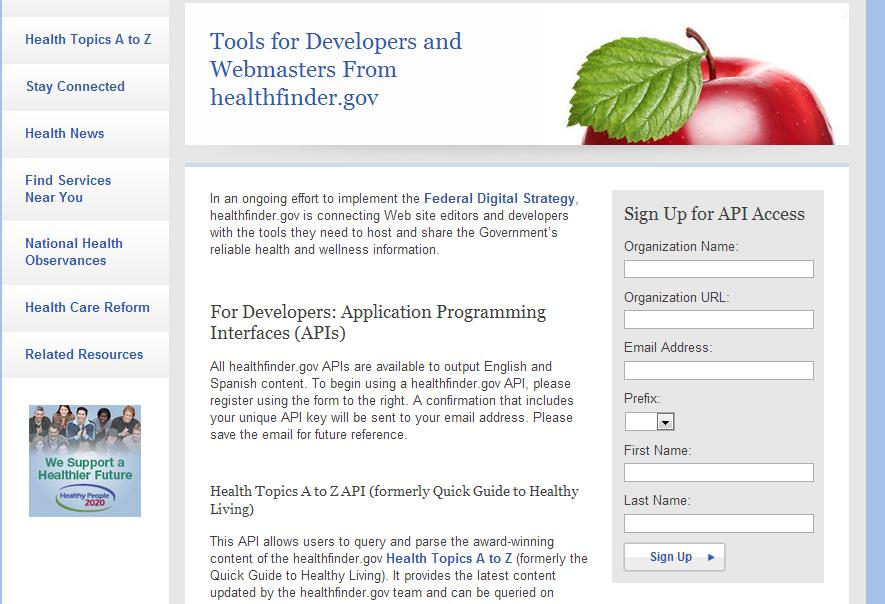 Health Topics A to Z
Stay Connected
Health News
Find Services
Near You
National Health
Observances
Health Care Reform
Related Resources
We Support a
Healthier Future
Healthy People
2020
Tools for Developers and
Webmasters From
healthfinder.gov
In an ongoing effort to implement the Federal Digital Strategy,
healthfinder.gov is connecting Web site editors and developers
with the tools they need to host and share the Government's
reliable health and wellness information.
For Developers: Application Programming
Interfaces (APIs)
All healthfinder.gov APIs are available to output English and
Spanish content. To begin using a healthfinder.gov API, please
register using the form to the right. A confirmation that includes
your unique API key will be sent to your email address. Please
save the email for future reference.
Health Topics A to Z API (formerly Quick Guide to Healthy
Living)
This API allows users to query and parse the award-winning
content of the healthfinder.gov Health Topics A to Z (formerly the
Quick Guide to Healthy Living). It provides the latest content
updated by the healthfinder.gov team and can be queried on
Sign Up for API Access
Organization Name:
Organization URL:
Email Address:
Prefix:
First Name:
Last Name:
Sign Up